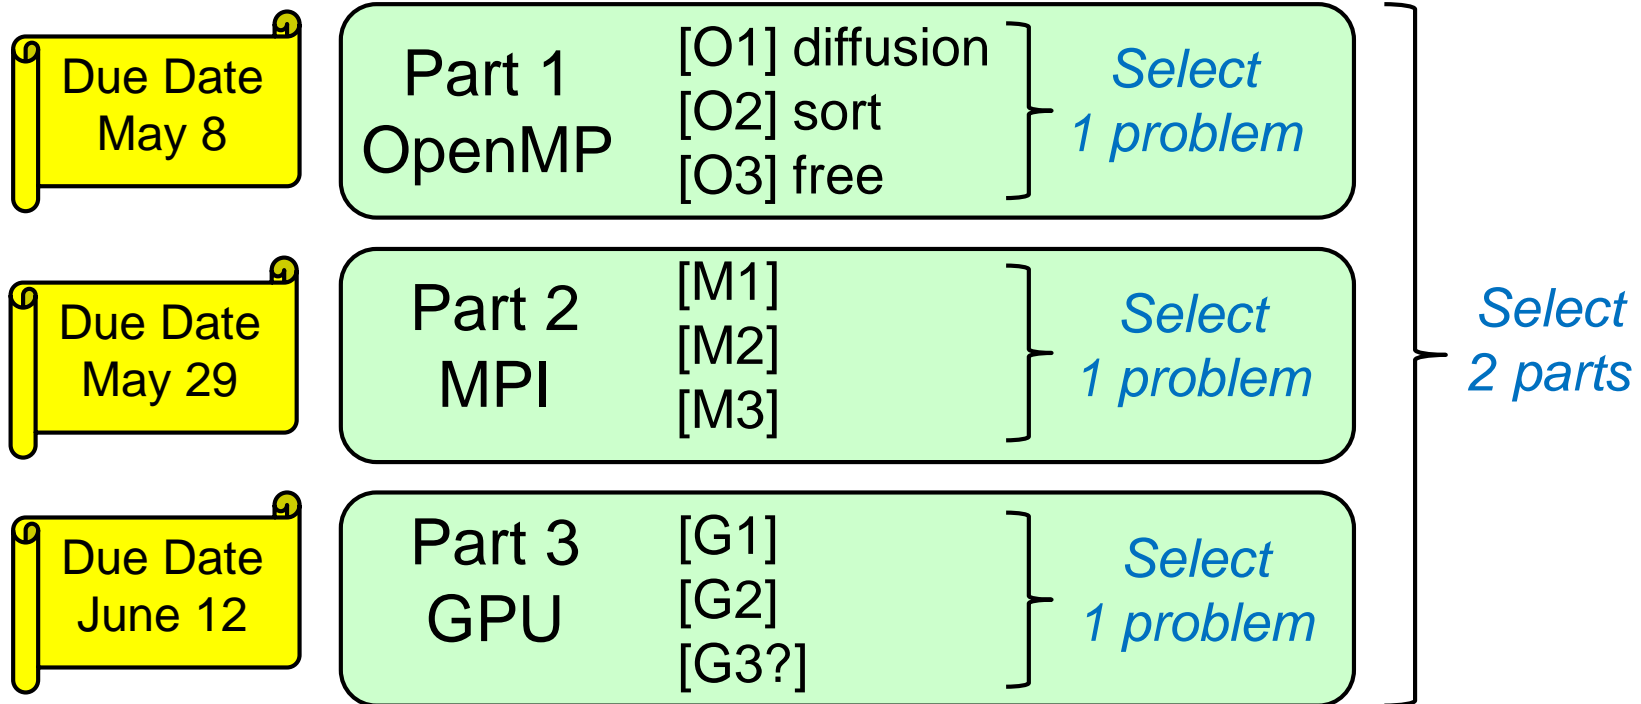 Due Date
May 8
Part 1
OpenMP
[O1] diffusion
[O2] sort
[O3] free
Select
1 problem
Due Date
May 29
Part 2
MPI
[M1]
[M2]
[M3]
Select
1 problem
Due Date
June 12
Part 3
GPU
[G1]
[G2]
[G3?]
Select
1 problem
Select
2 parts